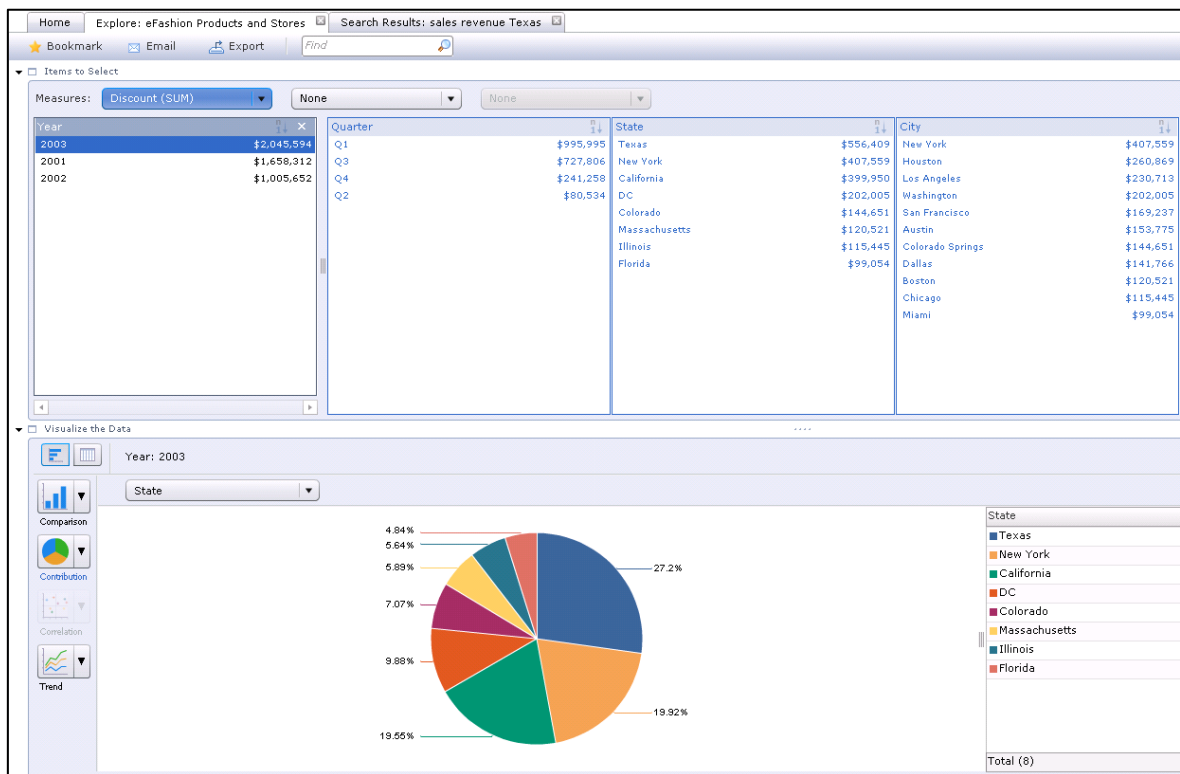 Home Explore: eFashion Products and Stores Search Results: sales revenue Texas
Bookmark Email Export Find
Items to Select
Measures: Discount (SUM) None None
Year Quarter State City
2003 $2,045,594 Q1 $995,995 Texas $556,409 New York $407,559
2001 $1,658,312 Q3 $727,806 New York $407,559 Houston $260,869
2002 $1,005,652 Q4 $241,258 California $399,950 Los Angeles $230,713
Q2 $80,534 DC $202,005 Washington $202,005
Colorado $144,651 San Francisco $169,237
Massachusetts $120,521 Austin $153,775
Illinois $115,445 Colorado Springs $144,651
Florida $99,054 Dallas $141,766
Boston $120,521
Chicago $115,445
Miami $99,054
Visualize the Data
Year: 2003
State
Comparison
Contribution
Correlation
Trend
4.84%
5.64%
5.89%
7.07%
9.88%
19.55%
27.2%
19.92%
State
Texas
New York
California
DC
Colorado
Massachusetts
Illinois
Florida
Total (8)